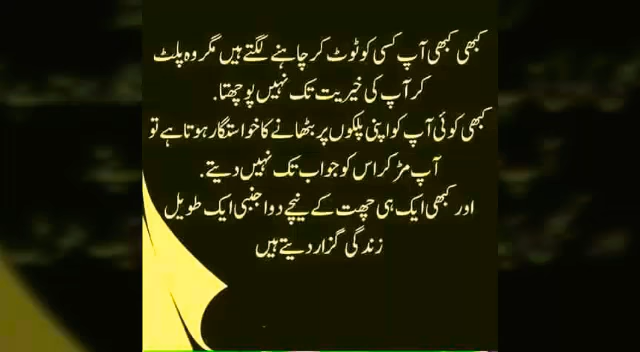 کبھی کبھی آپ کسی کو ٹوٹ کر چاہنے لگتے ہیں مگر وہ پلٹ
کر آپ کی خیریت تک نہیں پوچھتا.
کبھی کوئی آپ کو اپنی پلکوں پر بٹھانے کا خواستگار ہوتا ہے تو
آپ مڑ کر اس کو جواب تک نہیں دیتے.
اور کبھی ایک ہی چھت کے نیچے دو اجنبی ایک طویل
زندگی گزار دیتے ہیں